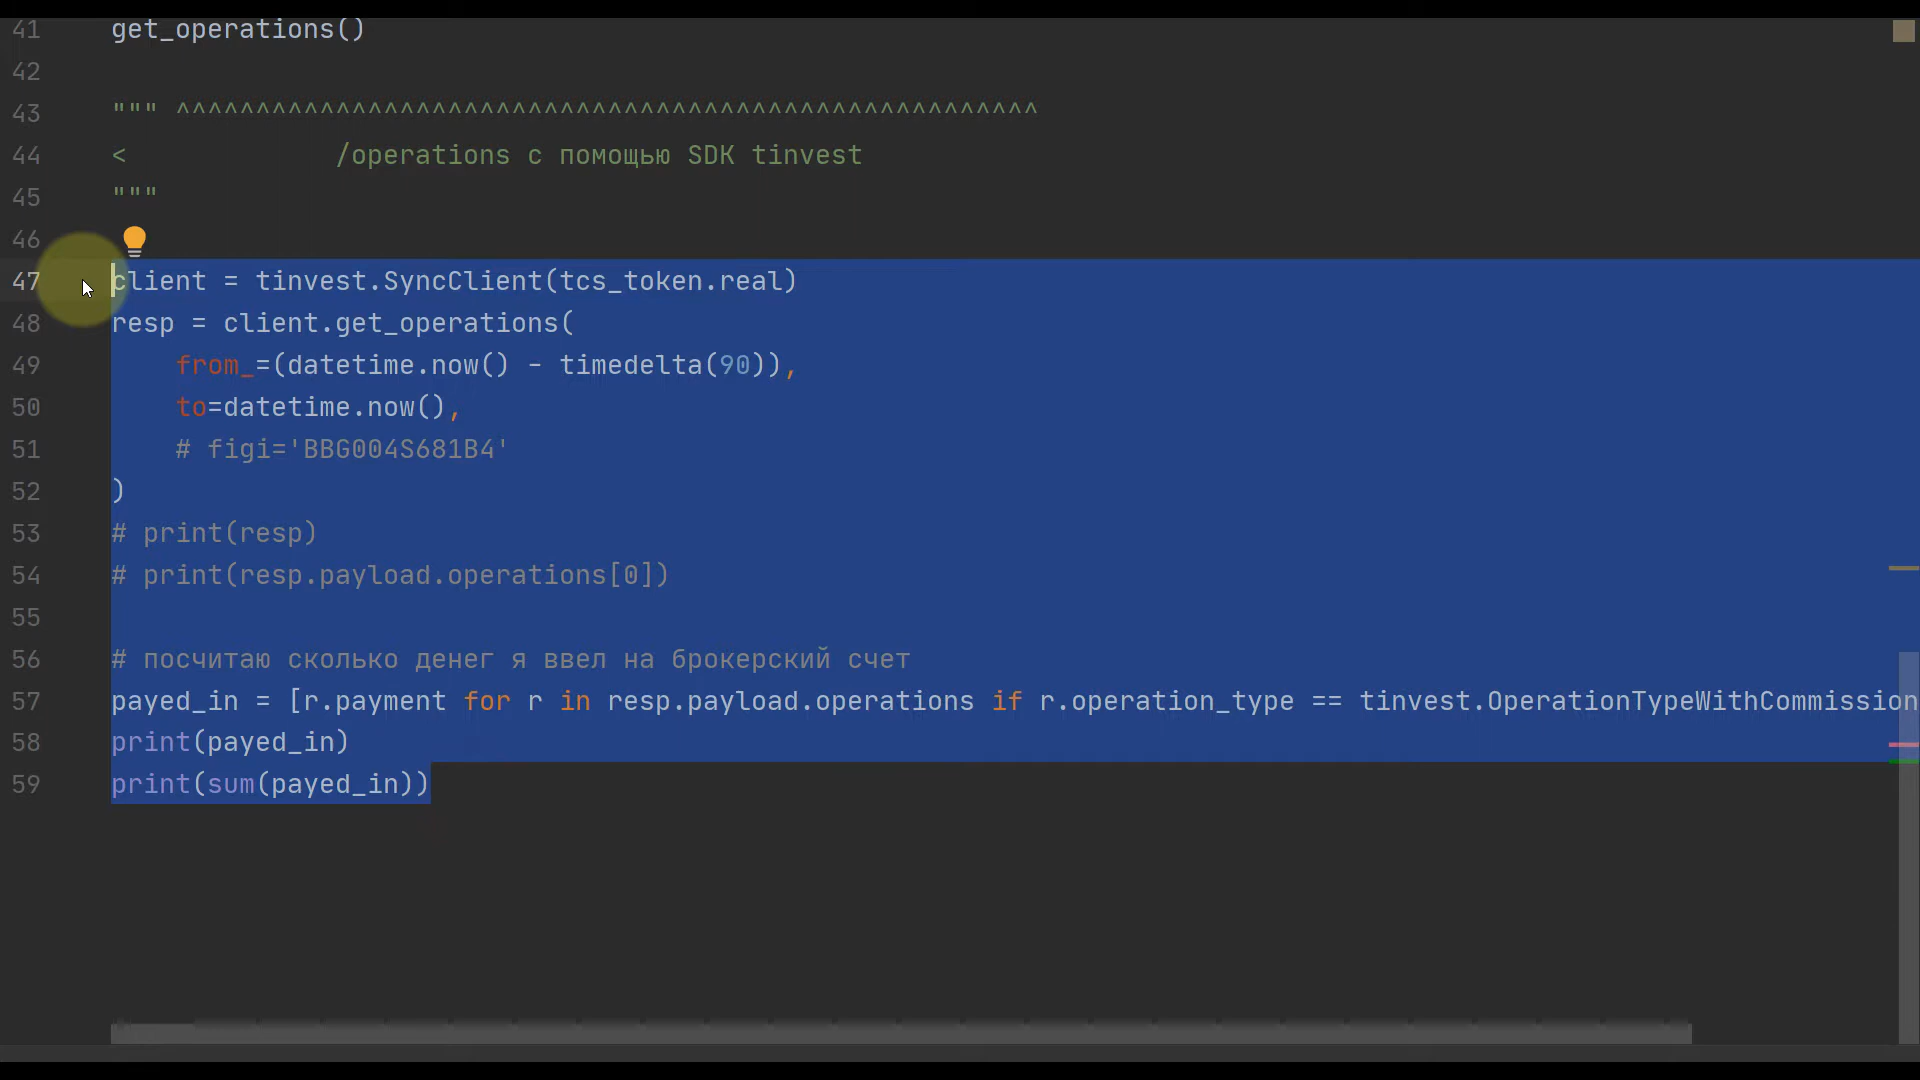 41 get_operations()
42
43 """ ^^^^^^^^^^^^^^^^^^^^^^^^^^^^^^^^^^^^^^^^^^^^^^^^^^^^^^
44 < /operations с помощью SDK tinvest
45 """
46
47 client = tinvest.SyncClient(tcs_token.real)
48 resp = client.get_operations(
49 from_=(datetime.now() - timedelta(90)),
50 to=datetime.now(),
51 # figi='BBG004S681B4'
52 )
53 # print(resp)
54 # print(resp.payload.operations[0])
55
56 # посчитаю сколько денег я ввел на брокерский счет
57 payed_in = [r.payment for r in resp.payload.operations if r.operation_type == tinvest.OperationTypeWithCommission
58 print(payed_in)
59 print(sum(payed_in))